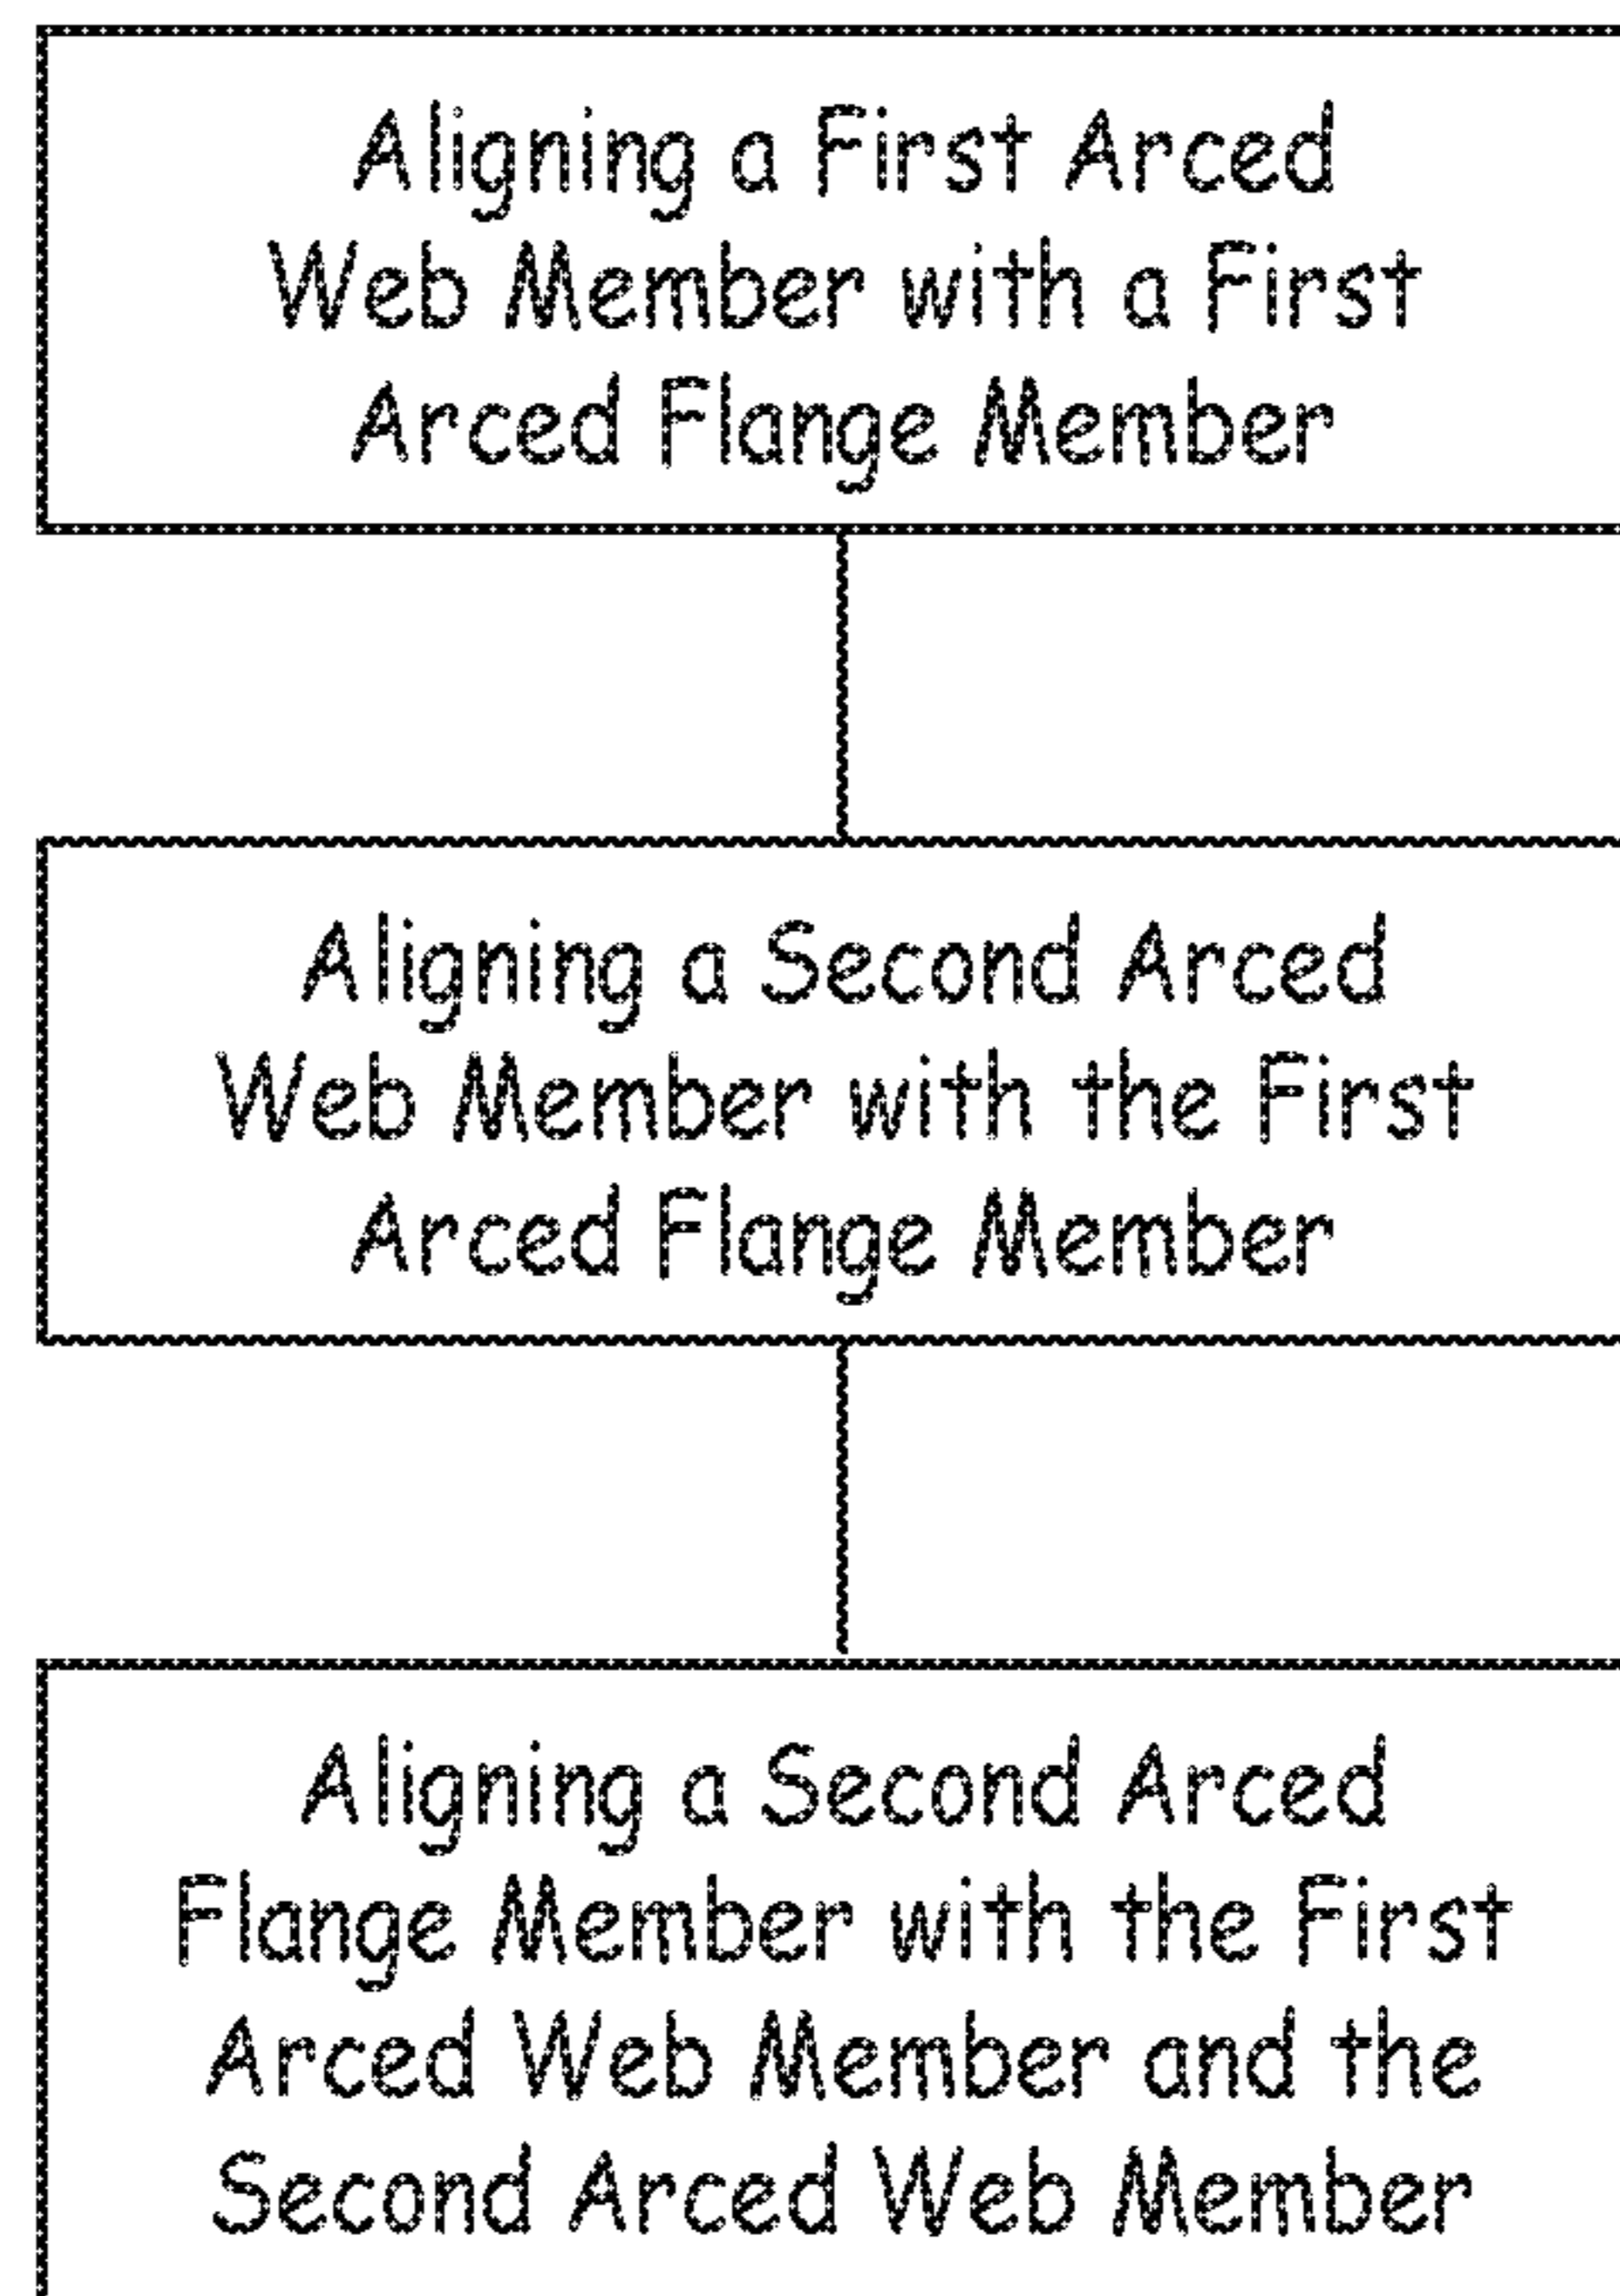 Aligning a First Arced
Web Member with a First
Arced Flange Member
Aligning a Second Arced
Web Member with the First
Arced Flange Member
Aligning a Second Arced
Flange Member with the First
Arced Web Member and the
Second Arced Web Member